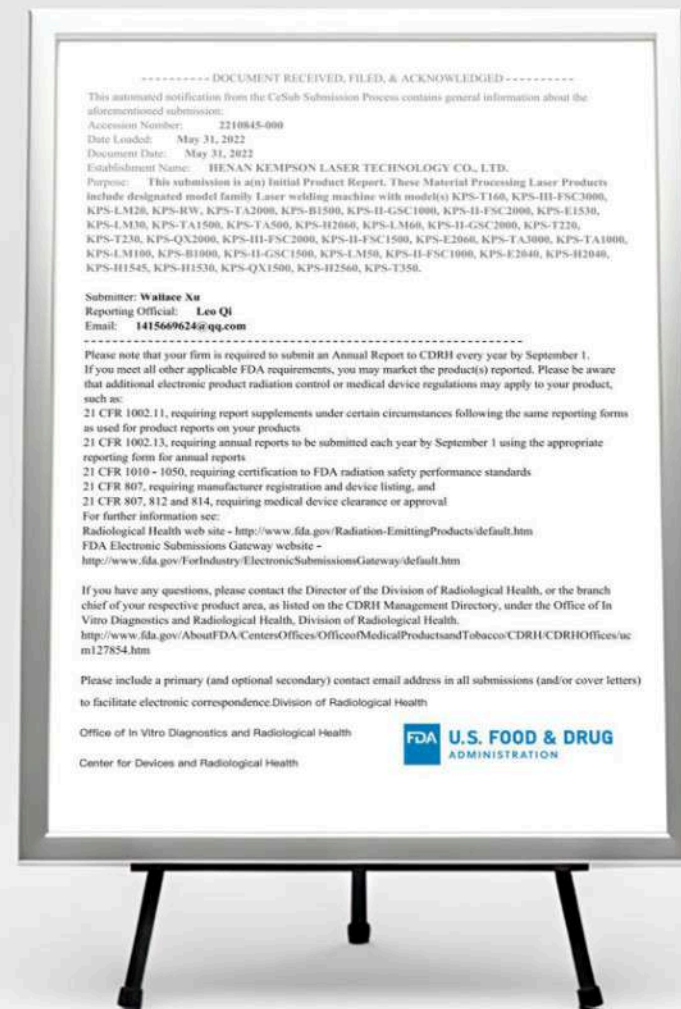 ---------- DOCUMENT RECEIVED, FILED, & ACKNOWLEDGED ----------
This automated notification from the CeSub Submission Process contains general information about the
aforementioned submission:
Accession Number: 2210845-000
Date Loaded: May 31, 2022
Document Date: May 31, 2022
Establishment Name: HENAN KEMPSON LASER TECHNOLOGY CO., LTD.
Purpose: This submission is a(n) Initial Product Report. These Material Processing Laser Products
include designated model family Laser welding machine with model(s) KPS-T160, KPS-III-FSC3000,
KPS-LM20, KPS-RW, KPS-TA2000, KPS-B1500, KPS-II-GSC1000, KPS-II-FSC2000, KPS-E1530,
KPS-LM30, KPS-TA1500, KPS-TA500, KPS-H2060, KPS-LM60, KPS-II-GSC2000, KPS-T220,
KPS-T230, KPS-QX2000, KPS-III-FSC2000, KPS-II-FSC1500, KPS-E2060, KPS-TA3000, KPS-TA1000,
KPS-LM100, KPS-B1000, KPS-II-GSC1500, KPS-LM50, KPS-II-FSC1000, KPS-E2040, KPS-H2040,
KPS-H1545, KPS-H1530, KPS-QX1500, KPS-H2560, KPS-T350.
Submitter: Wallace Xu
Reporting Official: Leo Qi
Email: 1415669624@qq.com
----------------------------------------------------------------------
Please note that your firm is required to submit an Annual Report to CDRH every year by September 1.
If you meet all other applicable FDA requirements, you may market the product(s) reported. Please be aware
that additional electronic product radiation control or medical device regulations may apply to your product,
such as:
21 CFR 1002.11, requiring report supplements under certain circumstances following the same reporting forms
as used for product reports on your products
21 CFR 1002.13, requiring annual reports to be submitted each year by September 1 using the appropriate
reporting form for annual reports
21 CFR 1010 - 1050, requiring certification to FDA radiation safety performance standards
21 CFR 807, requiring manufacturer registration and device listing, and
21 CFR 807, 812 and 814, requiring medical device clearance or approval
For further information see:
Radiological Health web site - http://www.fda.gov/Radiation-EmittingProducts/default.htm
FDA Electronic Submissions Gateway website -
http://www.fda.gov/ForIndustry/ElectronicSubmissionsGateway/default.htm
If you have any questions, please contact the Director of the Division of Radiological Health, or the branch
chief of your respective product area, as listed on the CDRH Management Directory, under the Office of In
Vitro Diagnostics and Radiological Health, Division of Radiological Health.
http://www.fda.gov/AboutFDA/CentersOffices/OfficeofMedicalProductsandTobacco/CDRH/CDRHOffices/uc
m127854.htm
Please include a primary (and optional secondary) contact email address in all submissions (and/or cover letters)
to facilitate electronic correspondence.Division of Radiological Health
Office of In Vitro Diagnostics and Radiological Health
Center for Devices and Radiological Health
FDA U.S. FOOD & DRUG
ADMINISTRATION